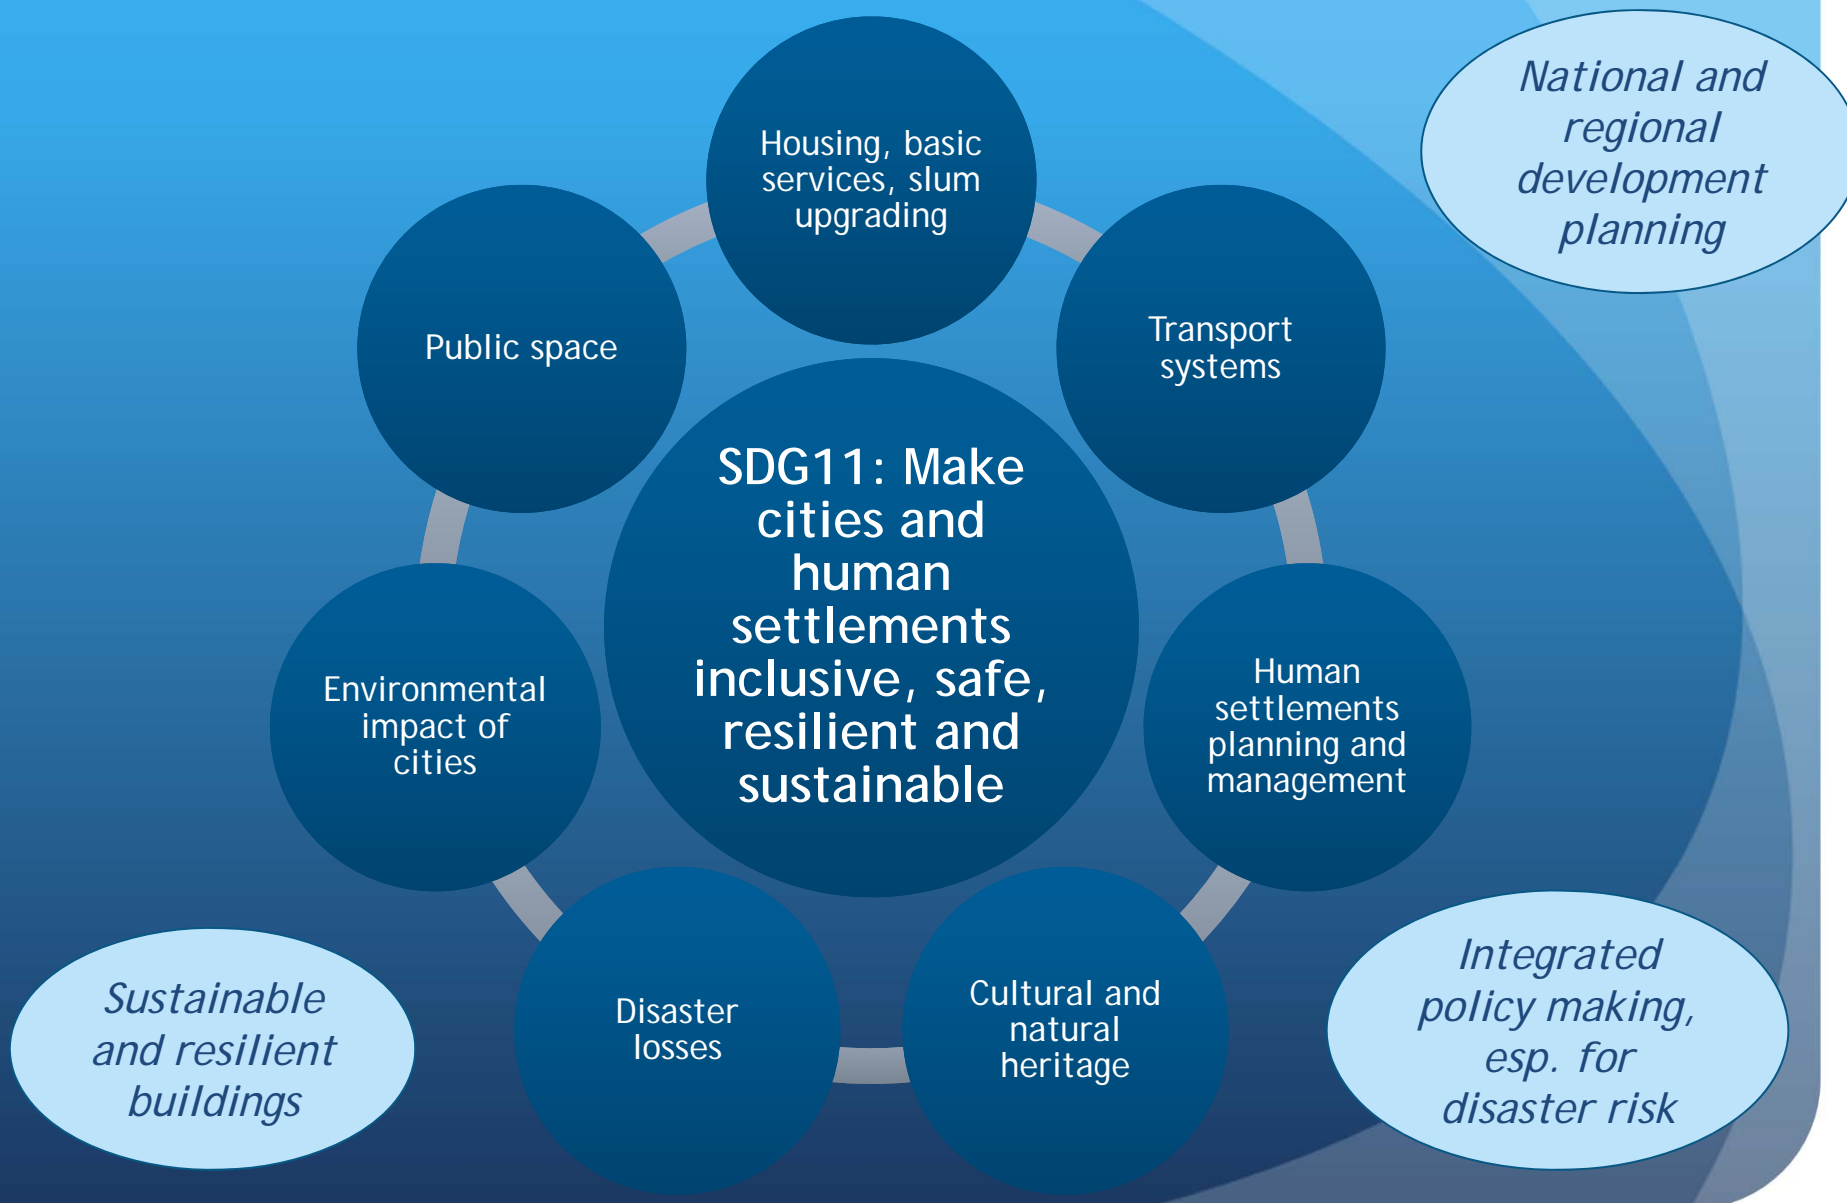 Housing, basic
services, slum
upgrading
National and
regional
development
planning
Public space
Transport
systems
SDG11: Make
cities and
human
settlements
inclusive, safe,
resilient and
sustainable
Environmental
impact of
cities
Human
settlements
planning and
management
Sustainable
and resilient
buildings
Disaster
losses
Cultural and
natural
heritage
Integrated
policy making,
esp. for
disaster risk